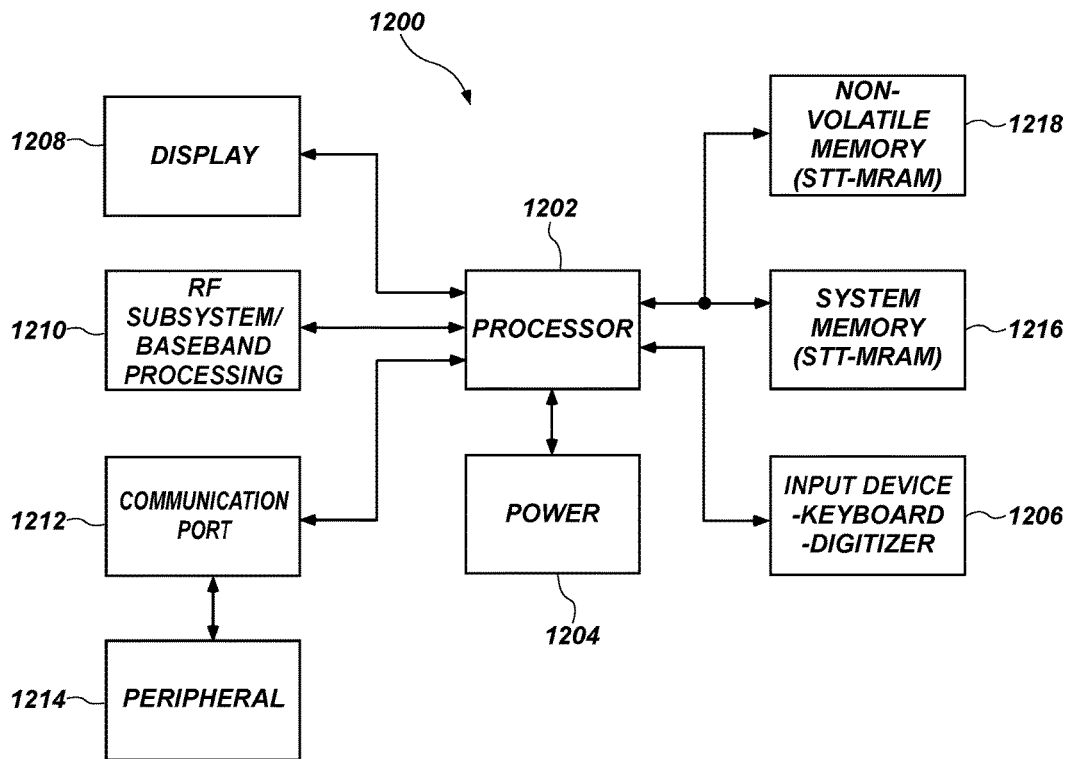 1200
1208
DISPLAY
NON-
VOLATILE
MEMORY
(STT-MRAM)
1218
1202
1210
RF
SUBSYSTEM/
BASEBAND
PROCESSING
PROCESSOR
SYSTEM
MEMORY
(STT-MRAM)
1216
1212
COMMUNICATION
PORT
POWER
1204
INPUT DEVICE
-KEYBOARD
-DIGITIZER
1206
1214
PERIPHERAL